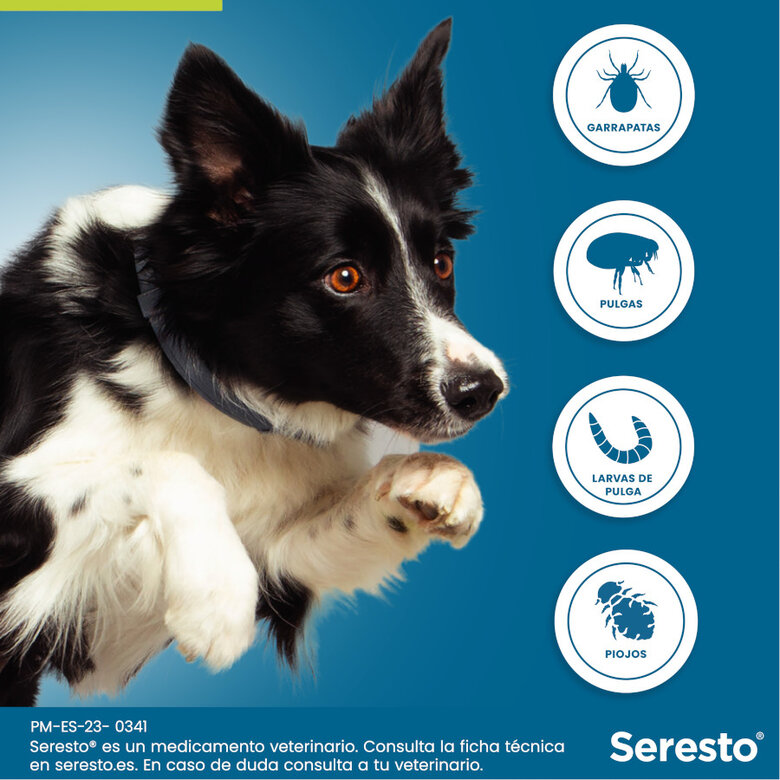 GARRAPATAS
PULGAS
LARVAS DE
PULGA
PIOJOS
PM-ES-23- 0341
Seresto® es un medicamento veterinario. Consulta la ficha técnica
en seresto.es. En caso de duda consulta a tu veterinario.
Seresto®